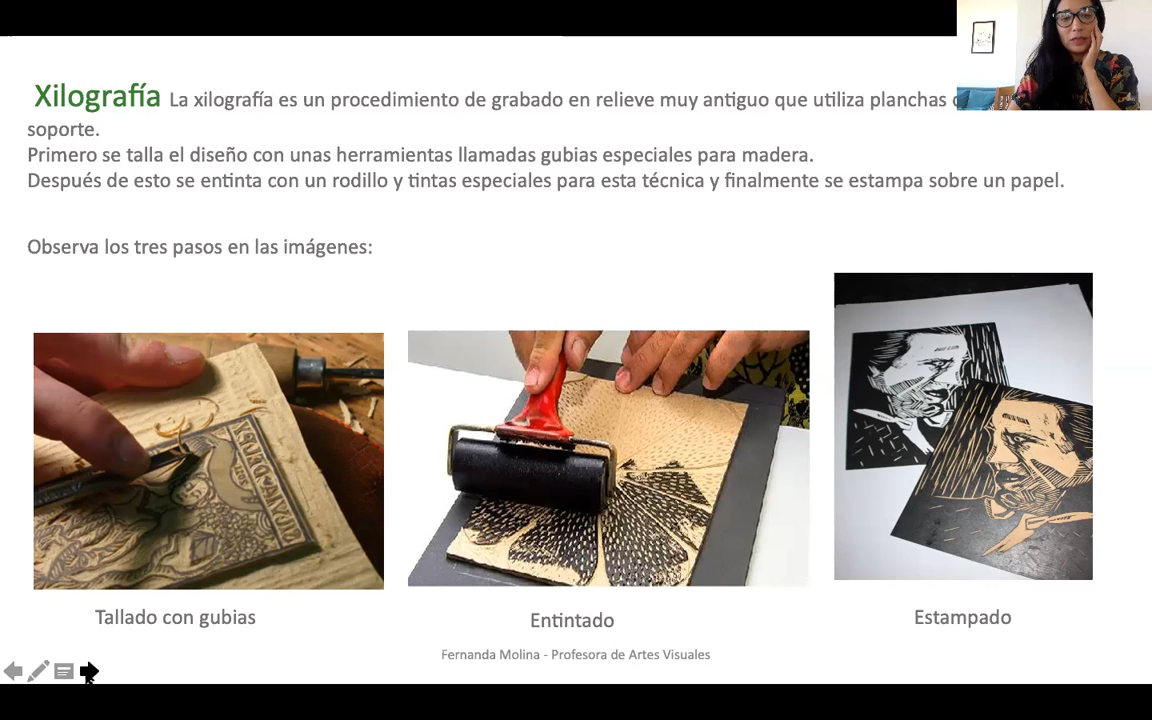 Xilografía La xilografía es un procedimiento de grabado en relieve muy antiguo que utiliza planchas
soporte.
Primero se talla el diseño con unas herramientas llamadas gubias especiales para madera.
Después de esto se entinta con un rodillo y tintas especiales para esta técnica y finalmente se estampa sobre un papel.
Observa los tres pasos en las imágenes:
Tallado con gubias
Entintado
Estampado
Fernanda Molina - Profesora de Artes Visuales